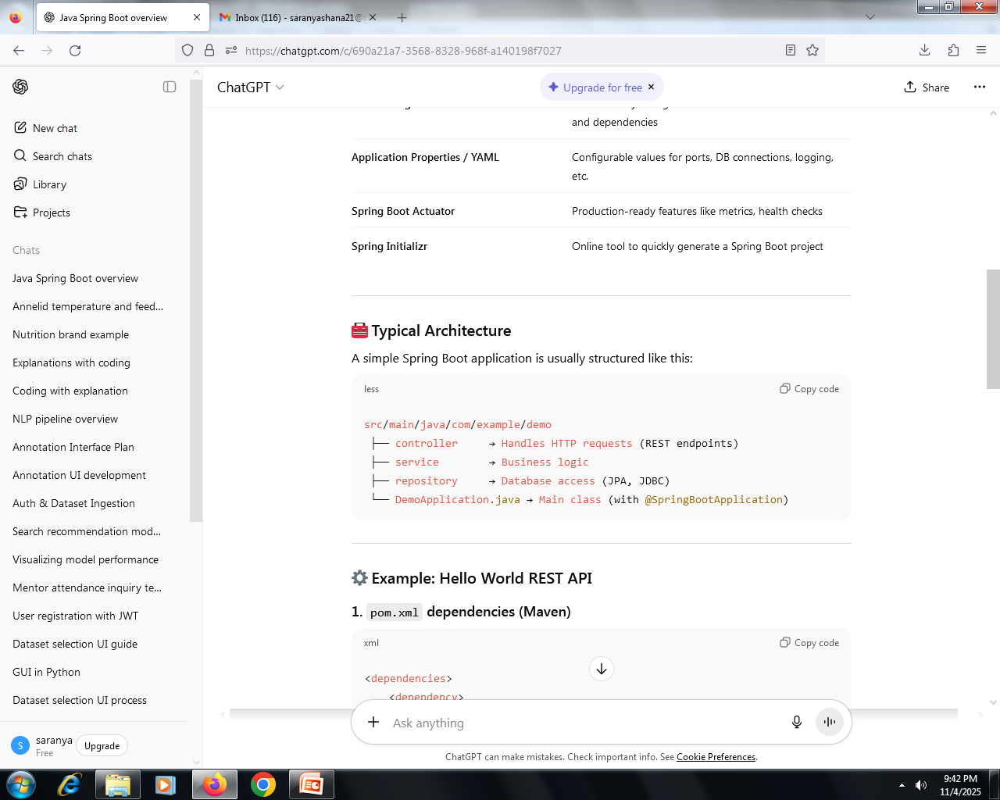 Java Spring Boot overview
Inbox (116) - saranyashana21@
https://chatgpt.com/c/690a21a7-3568-8328-968f-a140198f7027
ChatGPT
Upgrade for free
Share
New chat
Search chats
Library
Projects
Chats
Java Spring Boot overview
Annelid temperature and feed...
Nutrition brand example
Explanations with coding
Coding with explanation
NLP pipeline overview
Annotation Interface Plan
Annotation UI development
Auth & Dataset Ingestion
Search recommendation mod...
Visualizing model performance
Mentor attendance inquiry te...
User registration with JWT
Dataset selection UI guide
GUI in Python
Dataset selection UI process
S
saranya
Free
Upgrade
and dependencies
Application Properties / YAML
Configurable values for ports, DB connections, logging,
etc.
Spring Boot Actuator
Production-ready features like metrics, health checks
Spring Initializr
Online tool to quickly generate a Spring Boot project
Typical Architecture
A simple Spring Boot application is usually structured like this:
less
Copy code
src/main/java/com/example/demo
├── controller → Handles HTTP requests (REST endpoints)
├── service → Business logic
├── repository → Database access (JPA, JDBC)
└── DemoApplication.java → Main class (with @SpringBootApplication)
Example: Hello World REST API
1. pom.xml dependencies (Maven)
xml
Copy code
<dependencies>
<dependency>
Ask anything
ChatGPT can make mistakes. Check important info. See Cookie Preferences.
9:42 PM
11/4/2025